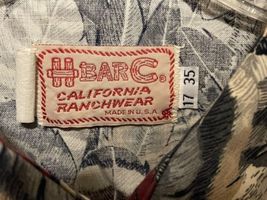 H BAR C®
CALIFORNIA
RANCHWEAR
MADE IN U.S.A.
17 35